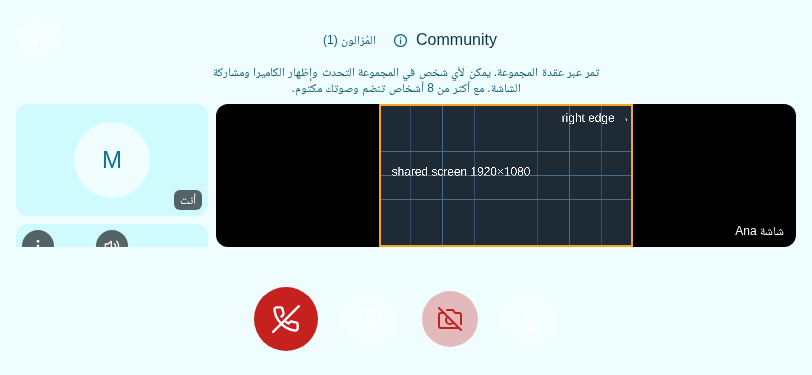 Community
المُزالون (1)
تمر عبر عقدة المجموعة. يمكن لأي شخص في المجموعة التحدث وإظهار الكاميرا ومشاركة
الشاشة. مع أكثر من 8 أشخاص تنضم وصوتك مكتوم.
right edge →
shared screen 1920×1080
شاشة Ana
M
أنت